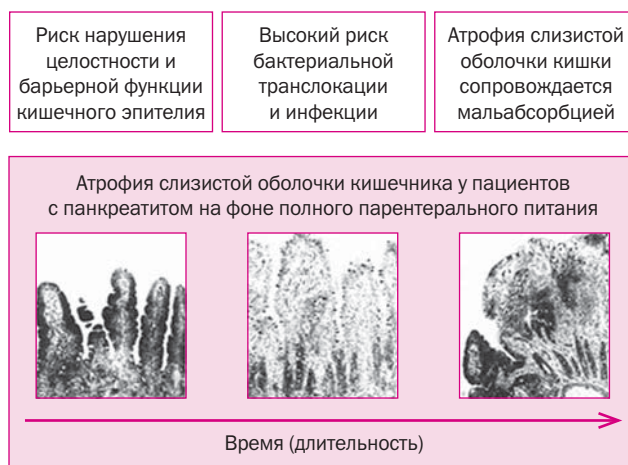 Риск нарушения
целостности и
барьерной функции
кишечного эпителия
Высокий риск
бактериальной
транслокации
и инфекции
Атрофия слизистой
оболочки кишки
сопровождается
мальабсорбцией
Атрофия слизистой оболочки кишечника у пациентов
с панкреатитом на фоне полного парентерального питания
Время (длительность)